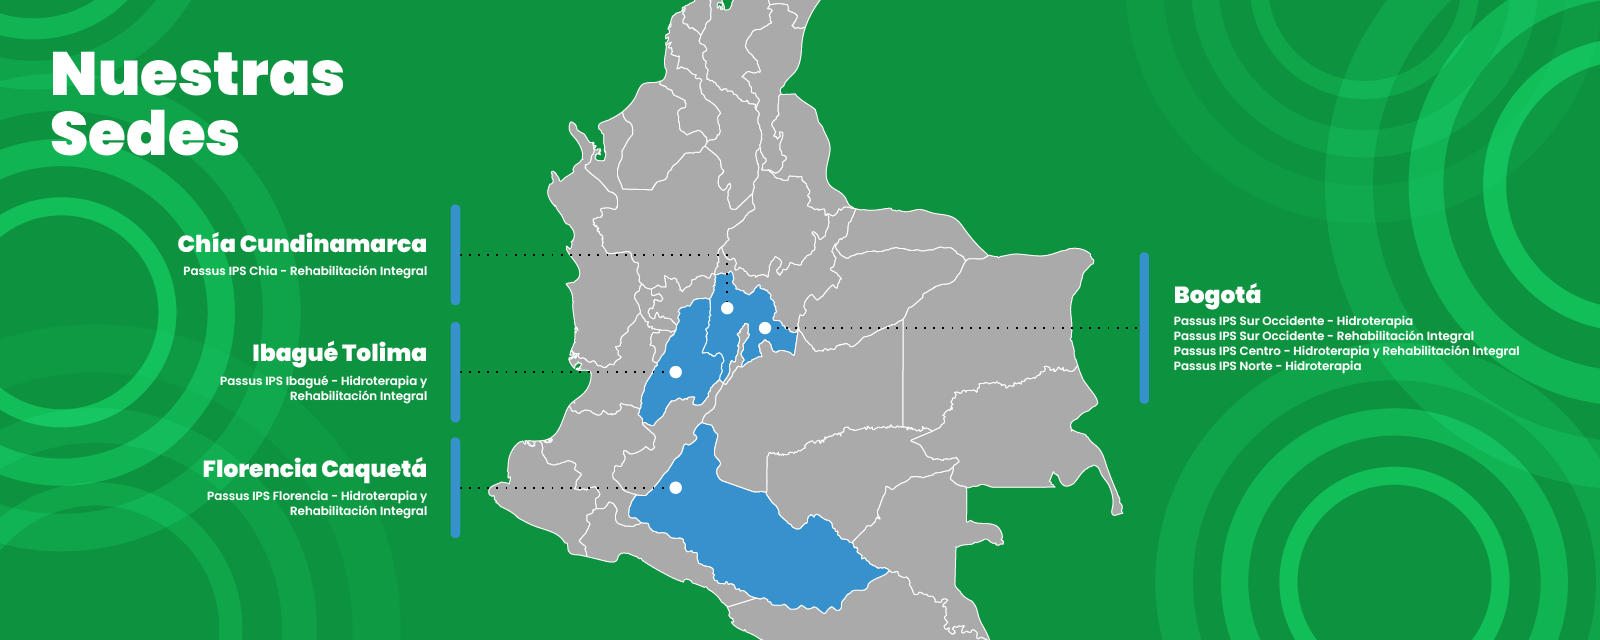 Nuestras
Sedes
Chía Cundinamarca
Passus IPS Chia - Rehabilitación Integral
Ibagué Tolima
Passus IPS Ibagué - Hidroterapia y
Rehabilitación Integral
Florencia Caquetá
Passus IPS Florencia - Hidroterapia y
Rehabilitación Integral
Bogotá
Passus IPS Sur Occidente - Hidroterapia
Passus IPS Sur Occidente - Rehabilitación Integral
Passus IPS Centro - Hidroterapia y Rehabilitación Integral
Passus IPS Norte - Hidroterapia